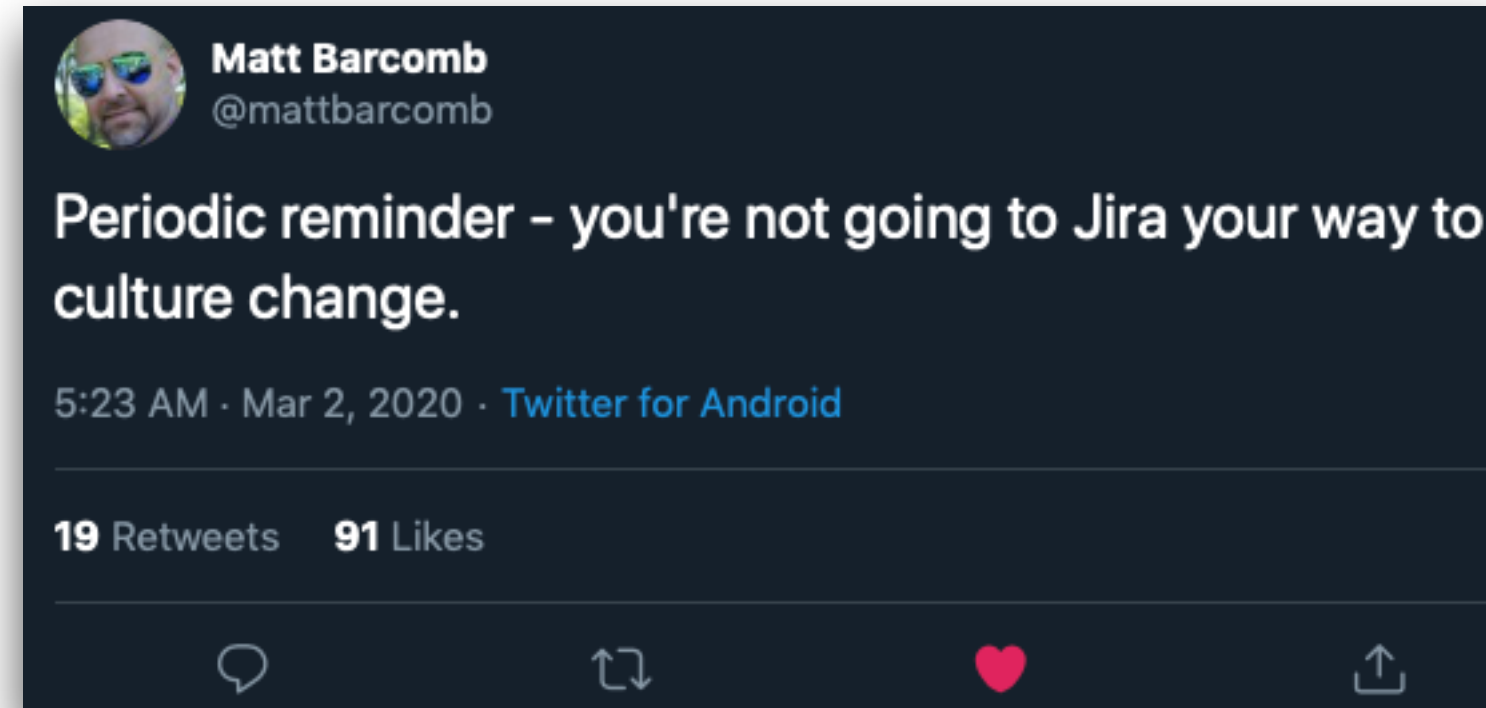 Matt Barcomb
@mattbarcomb
Periodic reminder - you're not going to Jira your way to
culture change.
5:23 AM · Mar 2, 2020 · Twitter for Android
19 Retweets 91 Likes